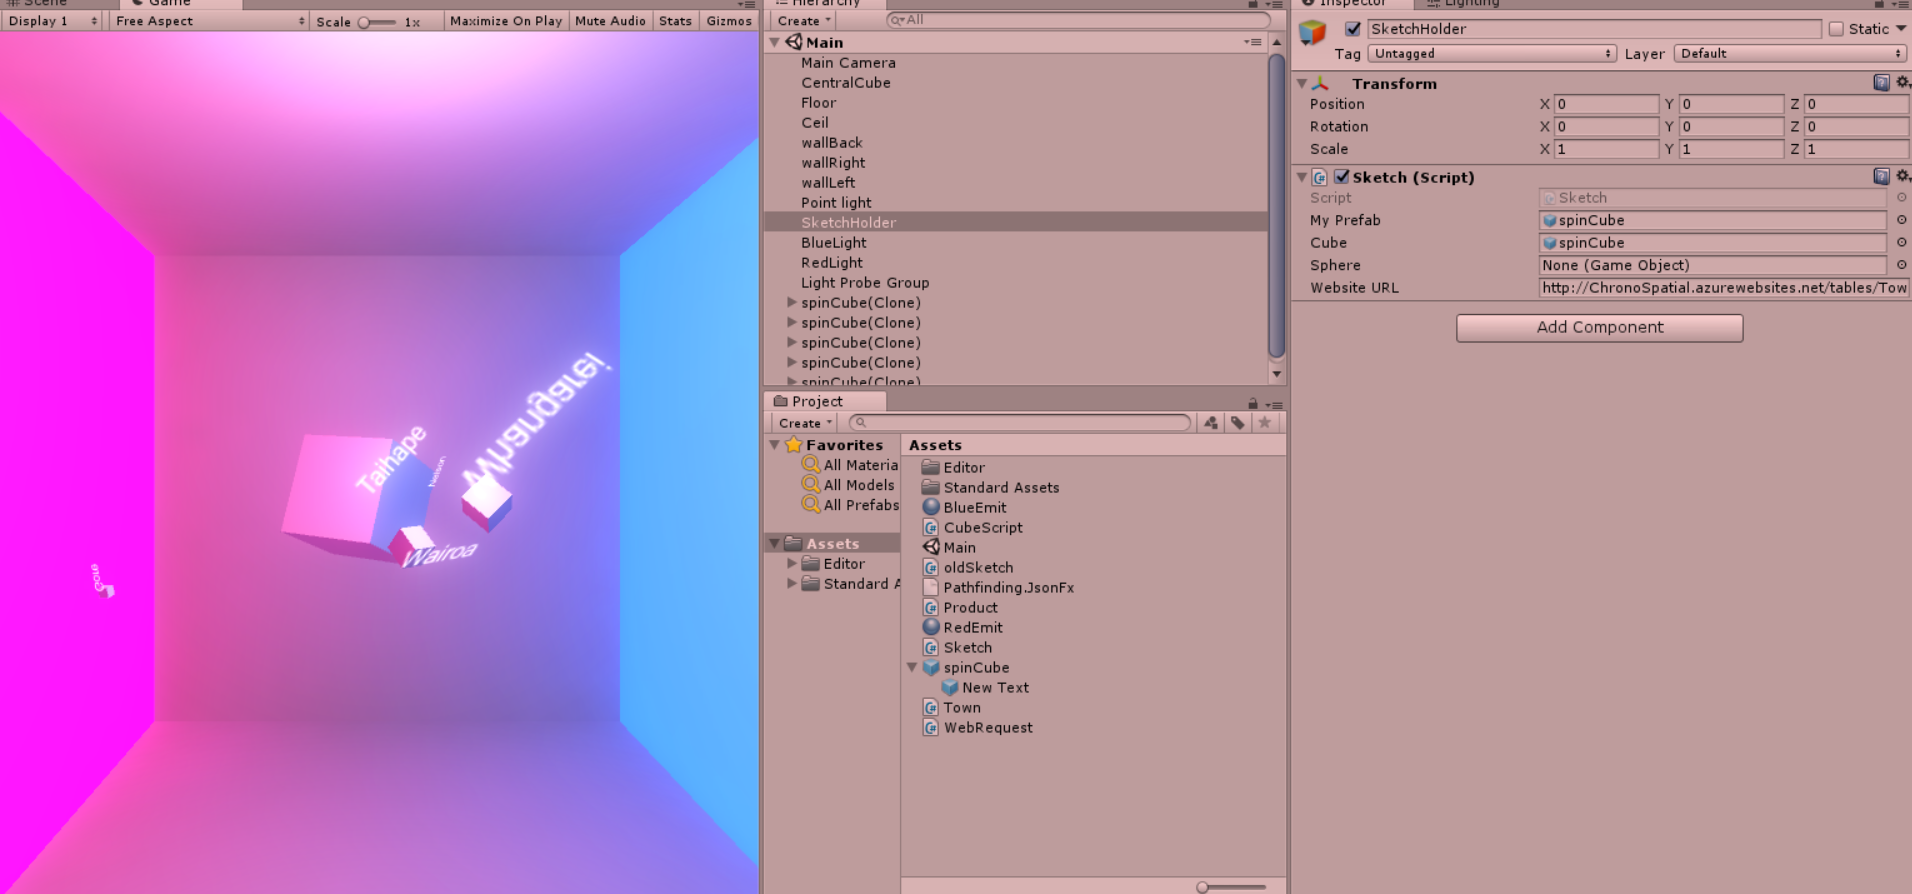 Scene
Game
Display 1
Free Aspect
Scale
1x
Maximize On Play
Mute Audio
Stats
Gizmos
Whangarei
Taihape
Nelson
Wairoa
Hierarchy
Create
All
Main
Main Camera
CentralCube
Floor
Ceil
wallBack
wallRight
wallLeft
Point light
SketchHolder
BlueLight
RedLight
Light Probe Group
spinCube(Clone)
spinCube(Clone)
spinCube(Clone)
spinCube(Clone)
spinCube(Clone)
Project
Create
Favorites
All Materia
All Models
All Prefabs
Assets
Editor
Standard A
Assets
Editor
Standard Assets
BlueEmit
CubeScript
Main
oldSketch
Pathfinding.JsonFx
Product
RedEmit
Sketch
spinCube
New Text
Town
WebRequest
Inspector
Lighting
SketchHolder
Static
Tag
Untagged
Layer
Default
Transform
Position
X 0
Y 0
Z 0
Rotation
X 0
Y 0
Z 0
Scale
X 1
Y 1
Z 1
Sketch (Script)
Script
Sketch
My Prefab
spinCube
Cube
spinCube
Sphere
None (Game Object)
Website URL
http://ChronoSpatial.azurewebsites.net/tables/Tow
Add Component